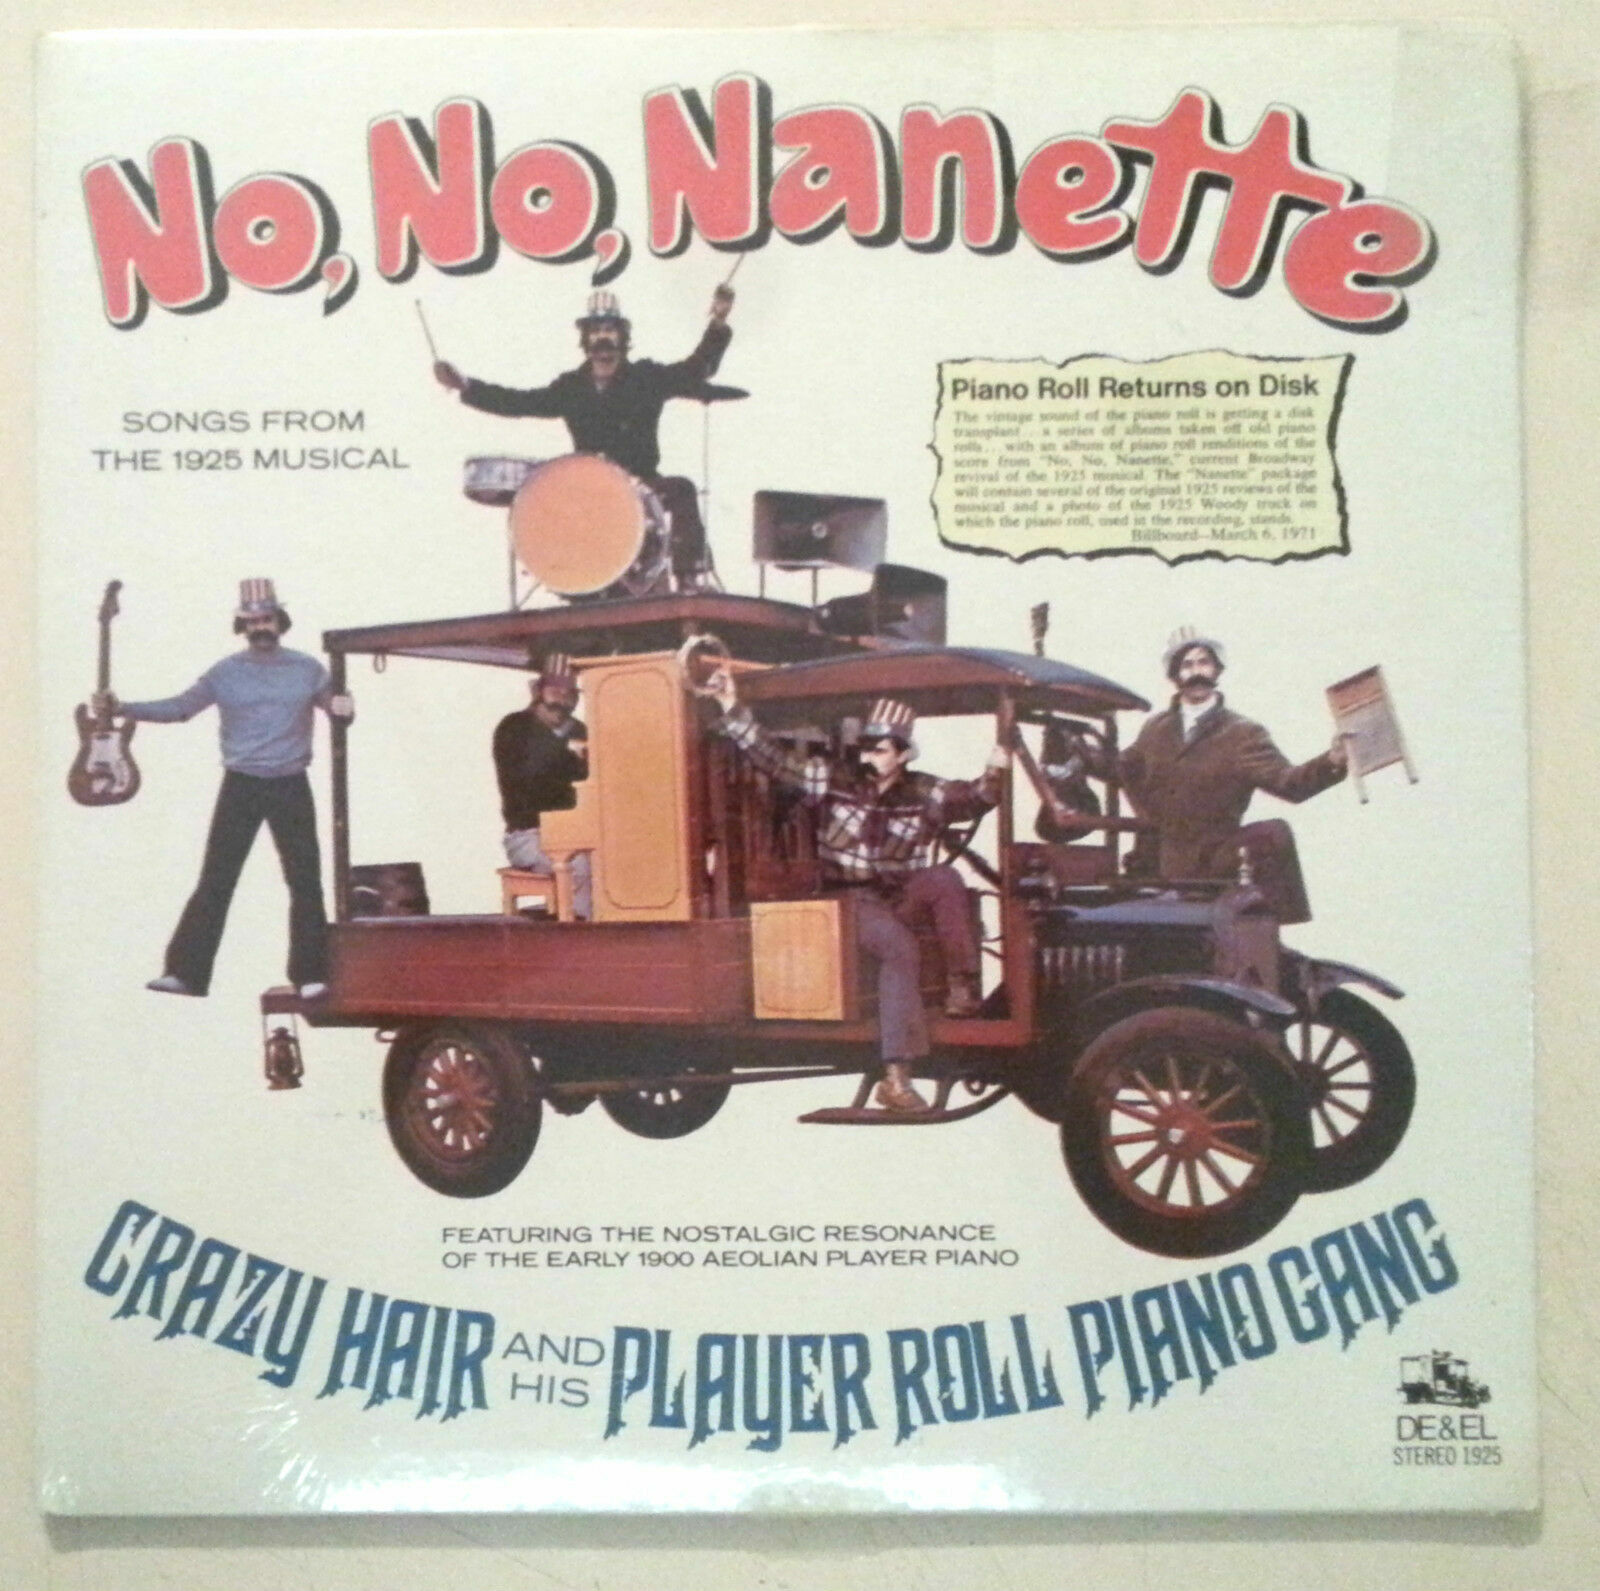 No, No, Nanette
SONGS FROM
THE 1925 MUSICAL
Piano Roll Returns on Disk
The vintage sound of the piano roll is getting a disk
transplant... a series of albums taken off old piano
rolls... with an album of piano roll renditions of the
score from "No, No, Nanette," current Broadway
revival of the 1925 musical. The "Nanette" package
will contain several of the original 1925 reviews of the
musical and a photo of the 1925 Woody truck on
which the piano roll, used in the recording, stands.
Billboard—March 6, 1971
FEATURING THE NOSTALGIC RESONANCE
OF THE EARLY 1900 AEOLIAN PLAYER PIANO
CRAZY HAIR AND HIS PLAYER ROLL PIANO GANG
DE&EL
STEREO 1925